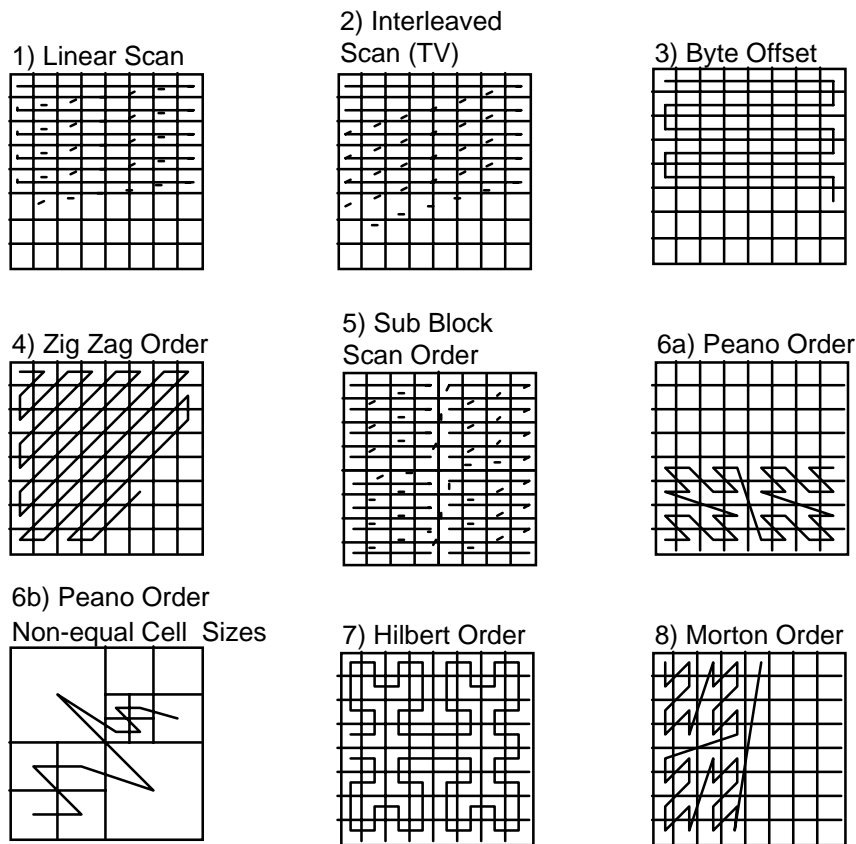 1) Linear Scan
2) Interleaved
Scan (TV)
3) Byte Offset
4) Zig Zag Order
5) Sub Block
Scan Order
6a) Peano Order
6b) Peano Order
Non-equal Cell Sizes
7) Hilbert Order
8) Morton Order